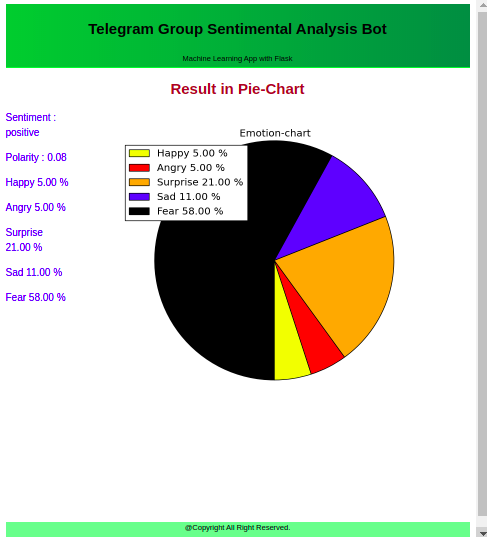 Telegram Group Sentimental Analysis Bot
Machine Learning App with Flask
Result in Pie-Chart
Sentiment :
positive
Polarity : 0.08
Happy 5.00 %
Angry 5.00 %
Surprise
21.00 %
Sad 11.00 %
Fear 58.00 %
Emotion-chart
Happy 5.00 %
Angry 5.00 %
Surprise 21.00 %
Sad 11.00 %
Fear 58.00 %
@Copyright All Right Reserved.